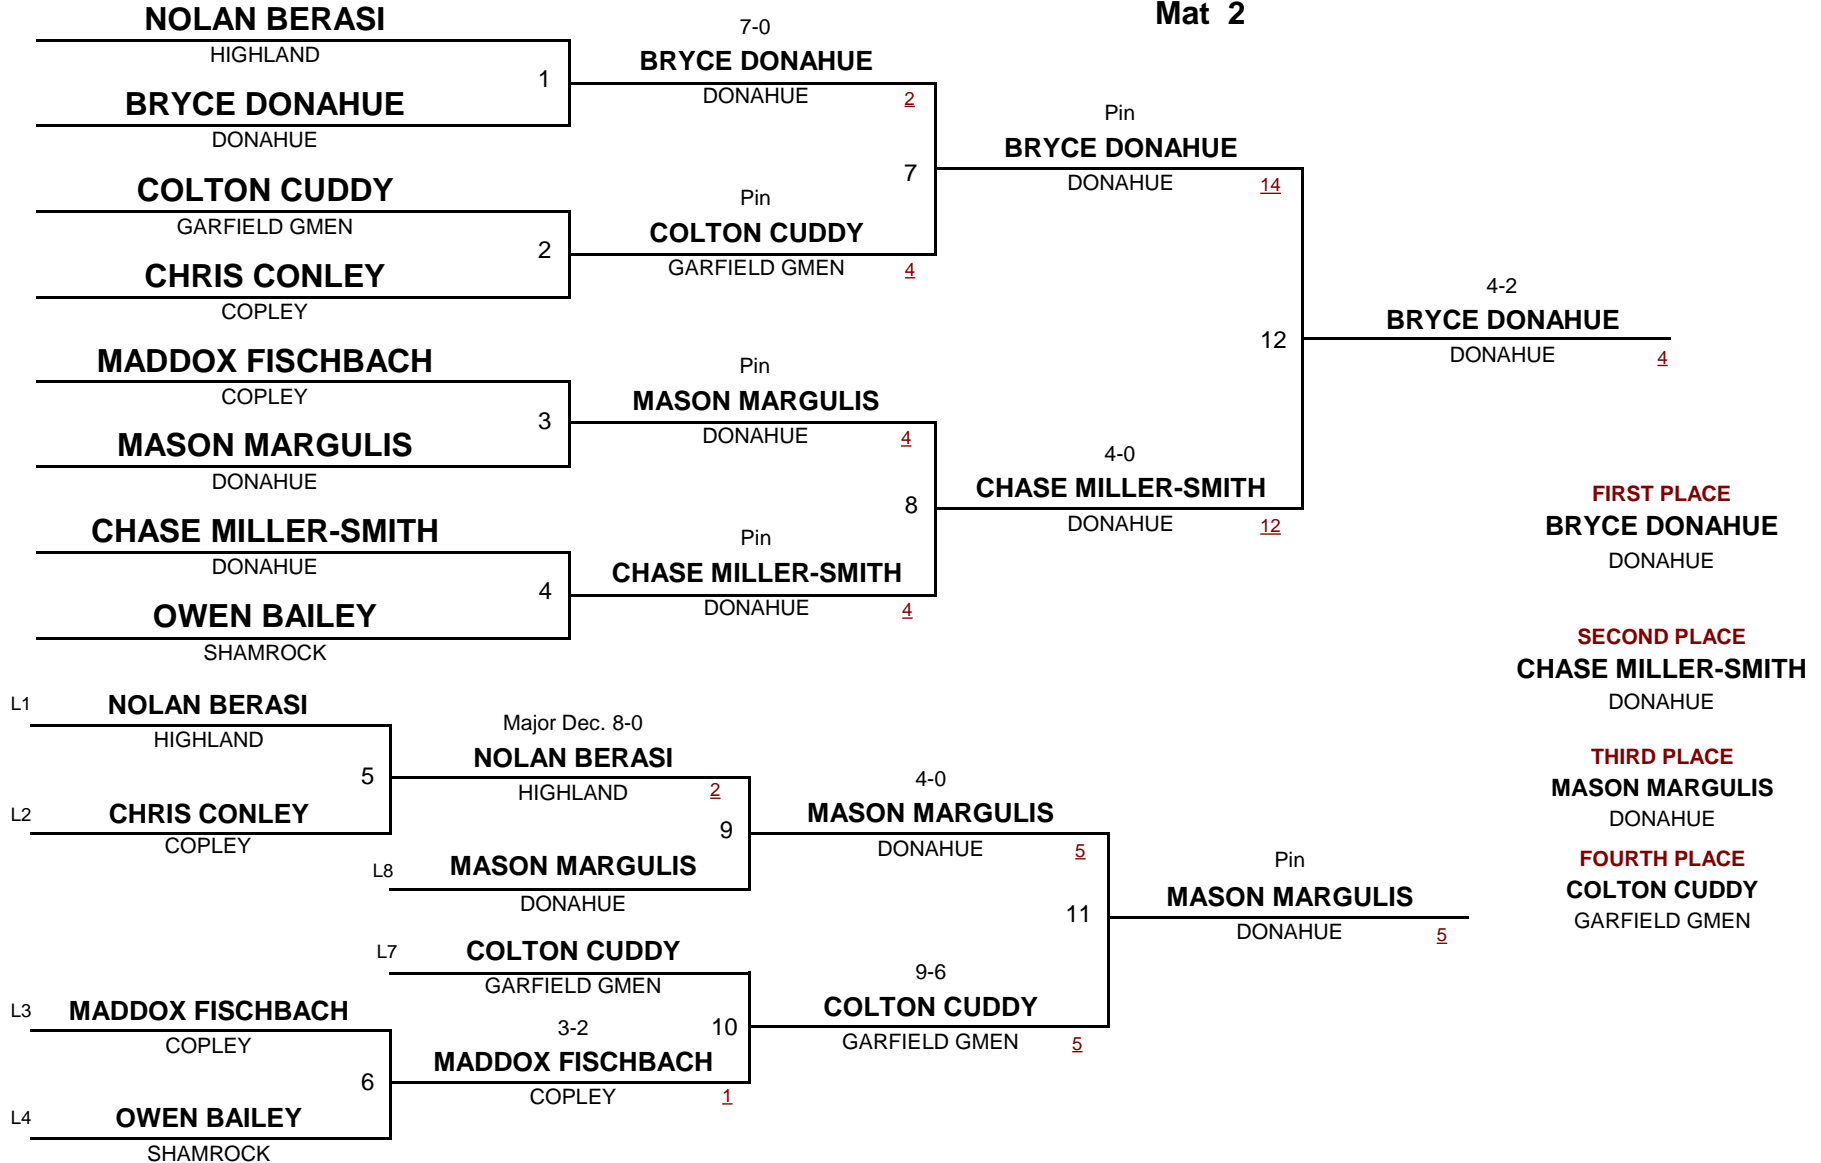 Mat 2
NOLAN BERASI
HIGHLAND
1
BRYCE DONAHUE
DONAHUE
COLTON CUDDY
GARFIELD GMEN
2
CHRIS CONLEY
COPLEY
MADDOX FISCHBACH
COPLEY
3
MASON MARGULIS
DONAHUE
CHASE MILLER-SMITH
DONAHUE
4
OWEN BAILEY
SHAMROCK
7-0
BRYCE DONAHUE
DONAHUE 2
7
Pin
COLTON CUDDY
GARFIELD GMEN 4
Pin
MASON MARGULIS
DONAHUE 4
8
Pin
CHASE MILLER-SMITH
DONAHUE 4
Pin
BRYCE DONAHUE
DONAHUE 14
12
4-0
CHASE MILLER-SMITH
DONAHUE 12
4-2
BRYCE DONAHUE
DONAHUE 4
FIRST PLACE
BRYCE DONAHUE
DONAHUE
SECOND PLACE
CHASE MILLER-SMITH
DONAHUE
THIRD PLACE
MASON MARGULIS
DONAHUE
FOURTH PLACE
COLTON CUDDY
GARFIELD GMEN
L1 NOLAN BERASI
HIGHLAND
5
L2 CHRIS CONLEY
COPLEY
L3 MADDOX FISCHBACH
COPLEY
6
L4 OWEN BAILEY
SHAMROCK
Major Dec. 8-0
NOLAN BERASI
HIGHLAND 2
9
L8 MASON MARGULIS
DONAHUE
L7 COLTON CUDDY
GARFIELD GMEN
3-2 10
MADDOX FISCHBACH
COPLEY 1
4-0
MASON MARGULIS
DONAHUE 5
11
9-6
COLTON CUDDY
GARFIELD GMEN 5
Pin
MASON MARGULIS
DONAHUE 5